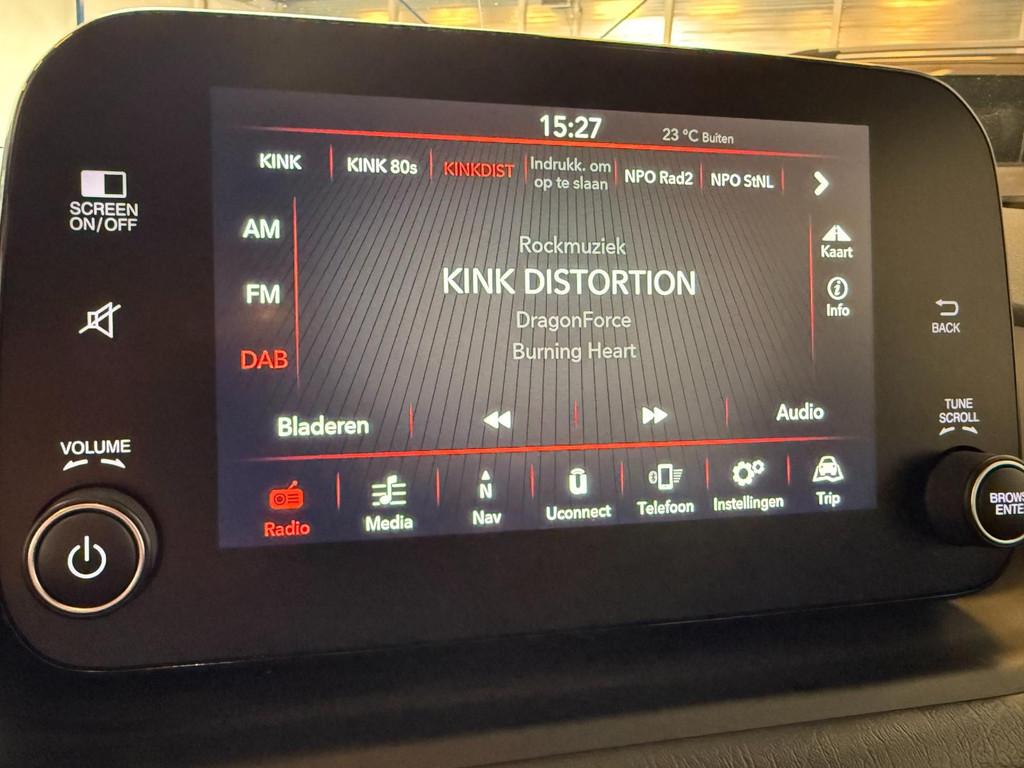 15:27
23 °C Buiten
KINK
KINK 80s
KINKDIST
Indrukk. om
op te slaan
NPO Rad2
NPO StNL
SCREEN
ON/OFF
AM
FM
DAB
Rockmuziek
KINK DISTORTION
DragonForce
Burning Heart
Kaart
Info
BACK
TUNE
SCROLL
VOLUME
Bladeren
Audio
Radio
Media
N
Nav
Uconnect
Telefoon
Instellingen
Trip
ENTE